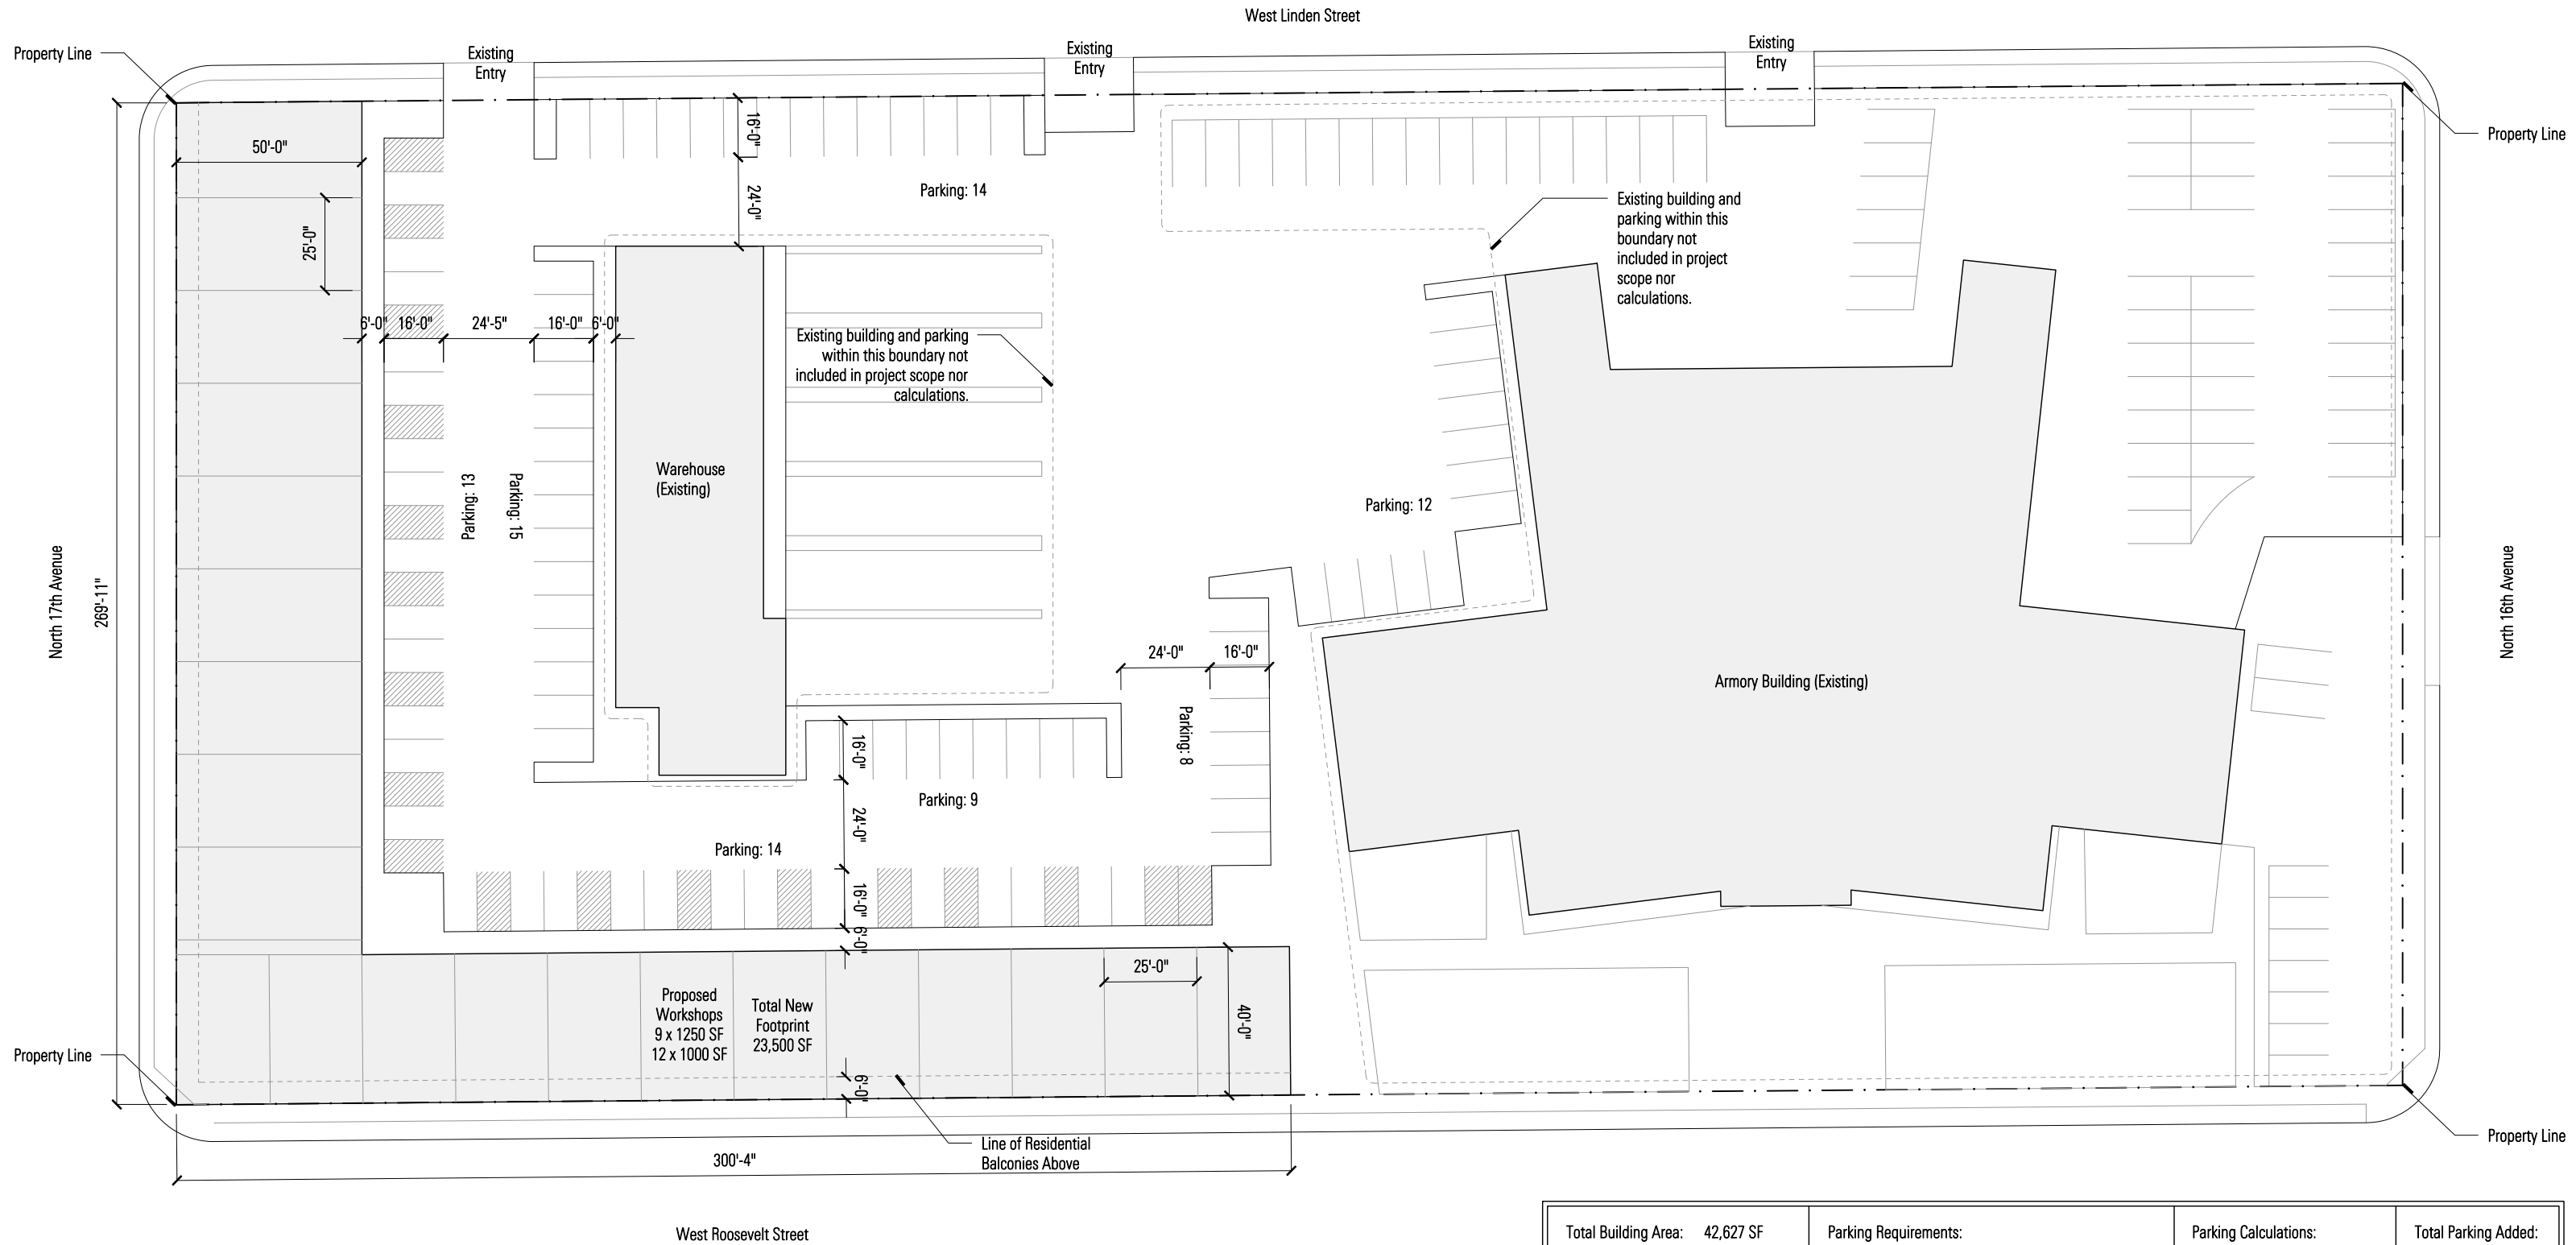 West Linden Street
Property Line
Existing
Entry
Existing
Entry
Existing
Entry
Property Line
50'-0"
16'-0"
24'-0"
Parking: 14
25'-0"
Existing building and
parking within this
boundary not
included in project
scope nor
calculations.
6'-0"
16'-0"
24'-5"
16'-0"
6'-0"
Existing building and parking
within this boundary not
included in project scope nor
calculations.
Warehouse
(Existing)
Parking: 13
Parking: 15
Parking: 12
North 17th Avenue
269'-11"
North 16th Avenue
24'-0"
16'-0"
Armory Building (Existing)
Parking: 8
16'-0"
Parking: 9
24'-0"
Parking: 14
16'-0"
6'-0"
25'-0"
Proposed
Workshops
9 x 1250 SF
12 x 1000 SF
Total New
Footprint
23,500 SF
40'-0"
6'-0"
Property Line
Line of Residential
Balconies Above
Property Line
300'-4"
West Roosevelt Street
Total Building Area: 42,627 SF
Parking Requirements:
Parking Calculations:
Total Parking Added: